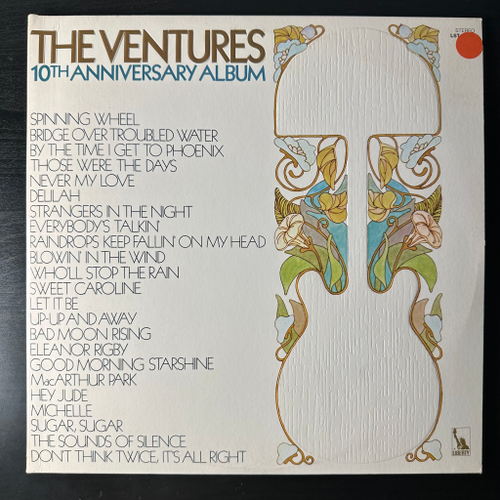 THE VENTURES
10TH ANNIVERSARY ALBUM
STEREO
SPINNING WHEEL
BRIDGE OVER TROUBLED WATER
BY THE TIME I GET TO PHOENIX
THOSE WERE THE DAYS
NEVER MY LOVE
DELILAH
STRANGERS IN THE NIGHT
EVERYBODY'S TALKIN'
RAINDROPS KEEP FALLIN' ON MY HEAD
BLOWIN' IN THE WIND
WHO'LL STOP THE RAIN
SWEET CAROLINE
LET IT BE
UP-UP AND AWAY
BAD MOON RISING
ELEANOR RIGBY
GOOD MORNING STARSHINE
MacARTHUR PARK
HEY JUDE
MICHELLE
SUGAR, SUGAR
THE SOUNDS OF SILENCE
DON'T THINK TWICE, IT'S ALL RIGHT
LIBERTY